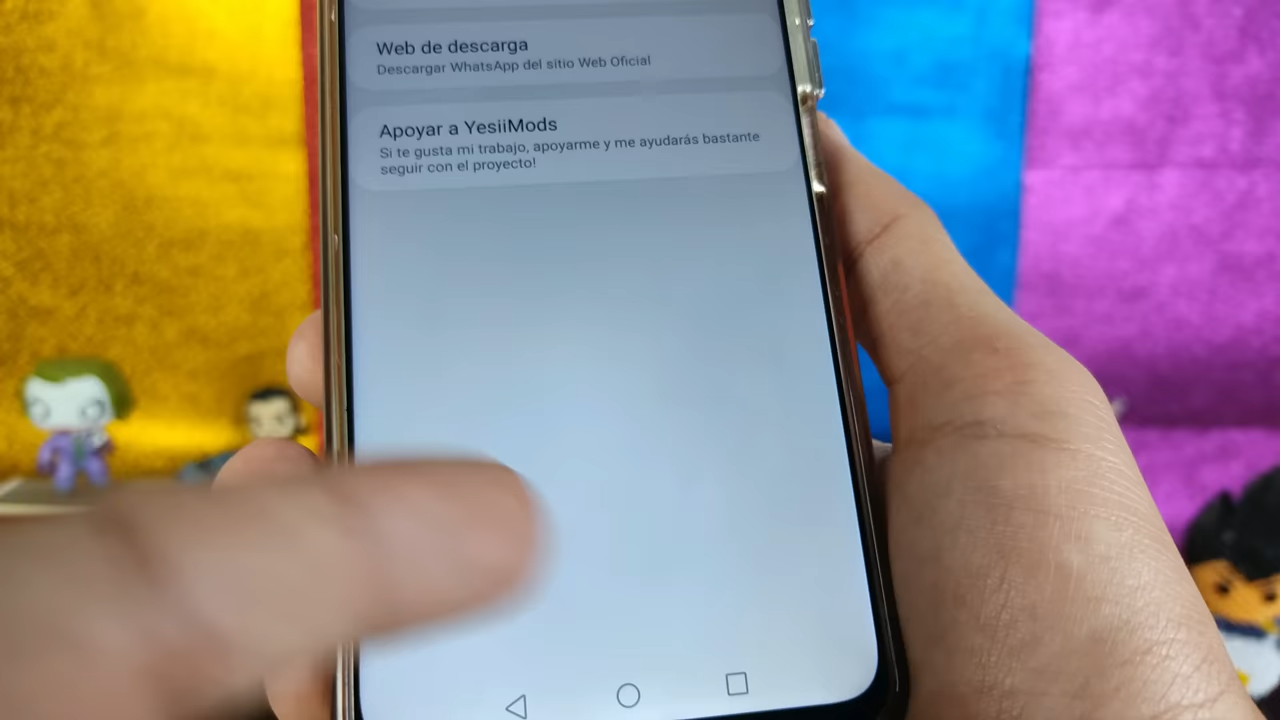 Web de descarga
Descargar WhatsApp del sitio Web Oficial
Apoyar a YesiiMods
Si te gusta mi trabajo, apoyarme y me ayudarás bastante
seguir con el proyecto!